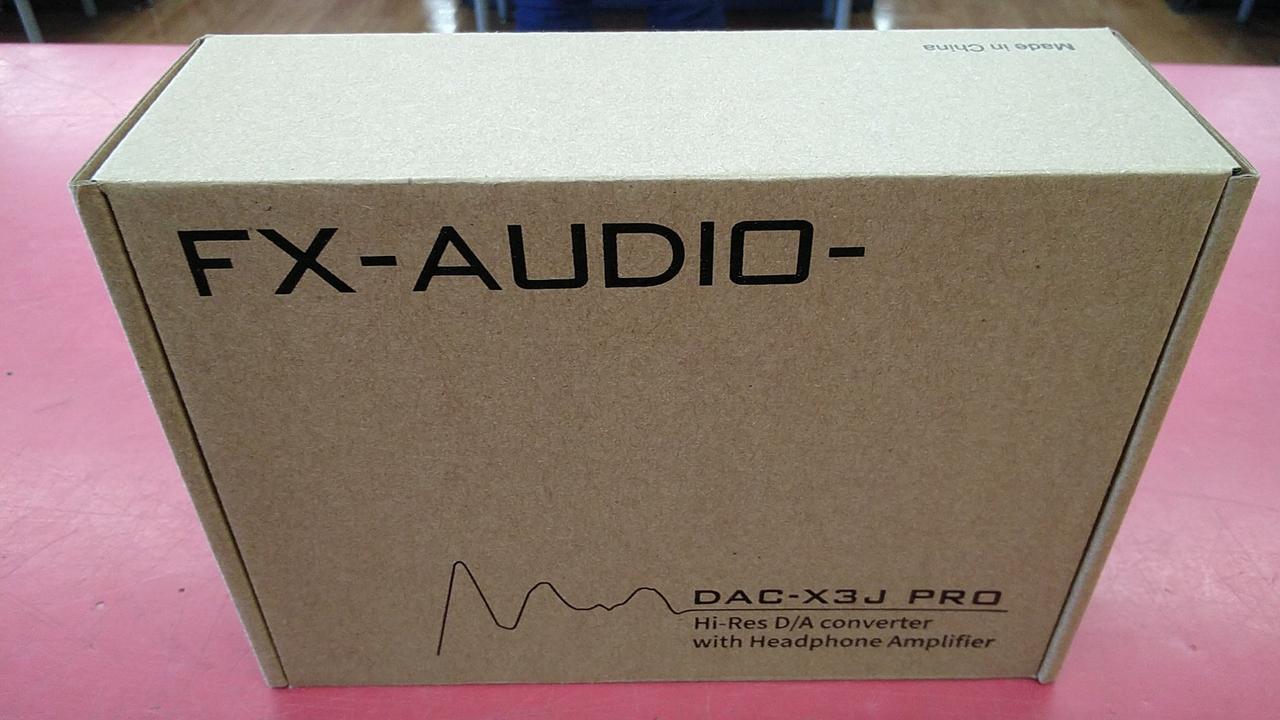 Made in China
FX-AUDIO-
DAC-X3J PRO
Hi-Res D/A converter
with Headphone Amplifier